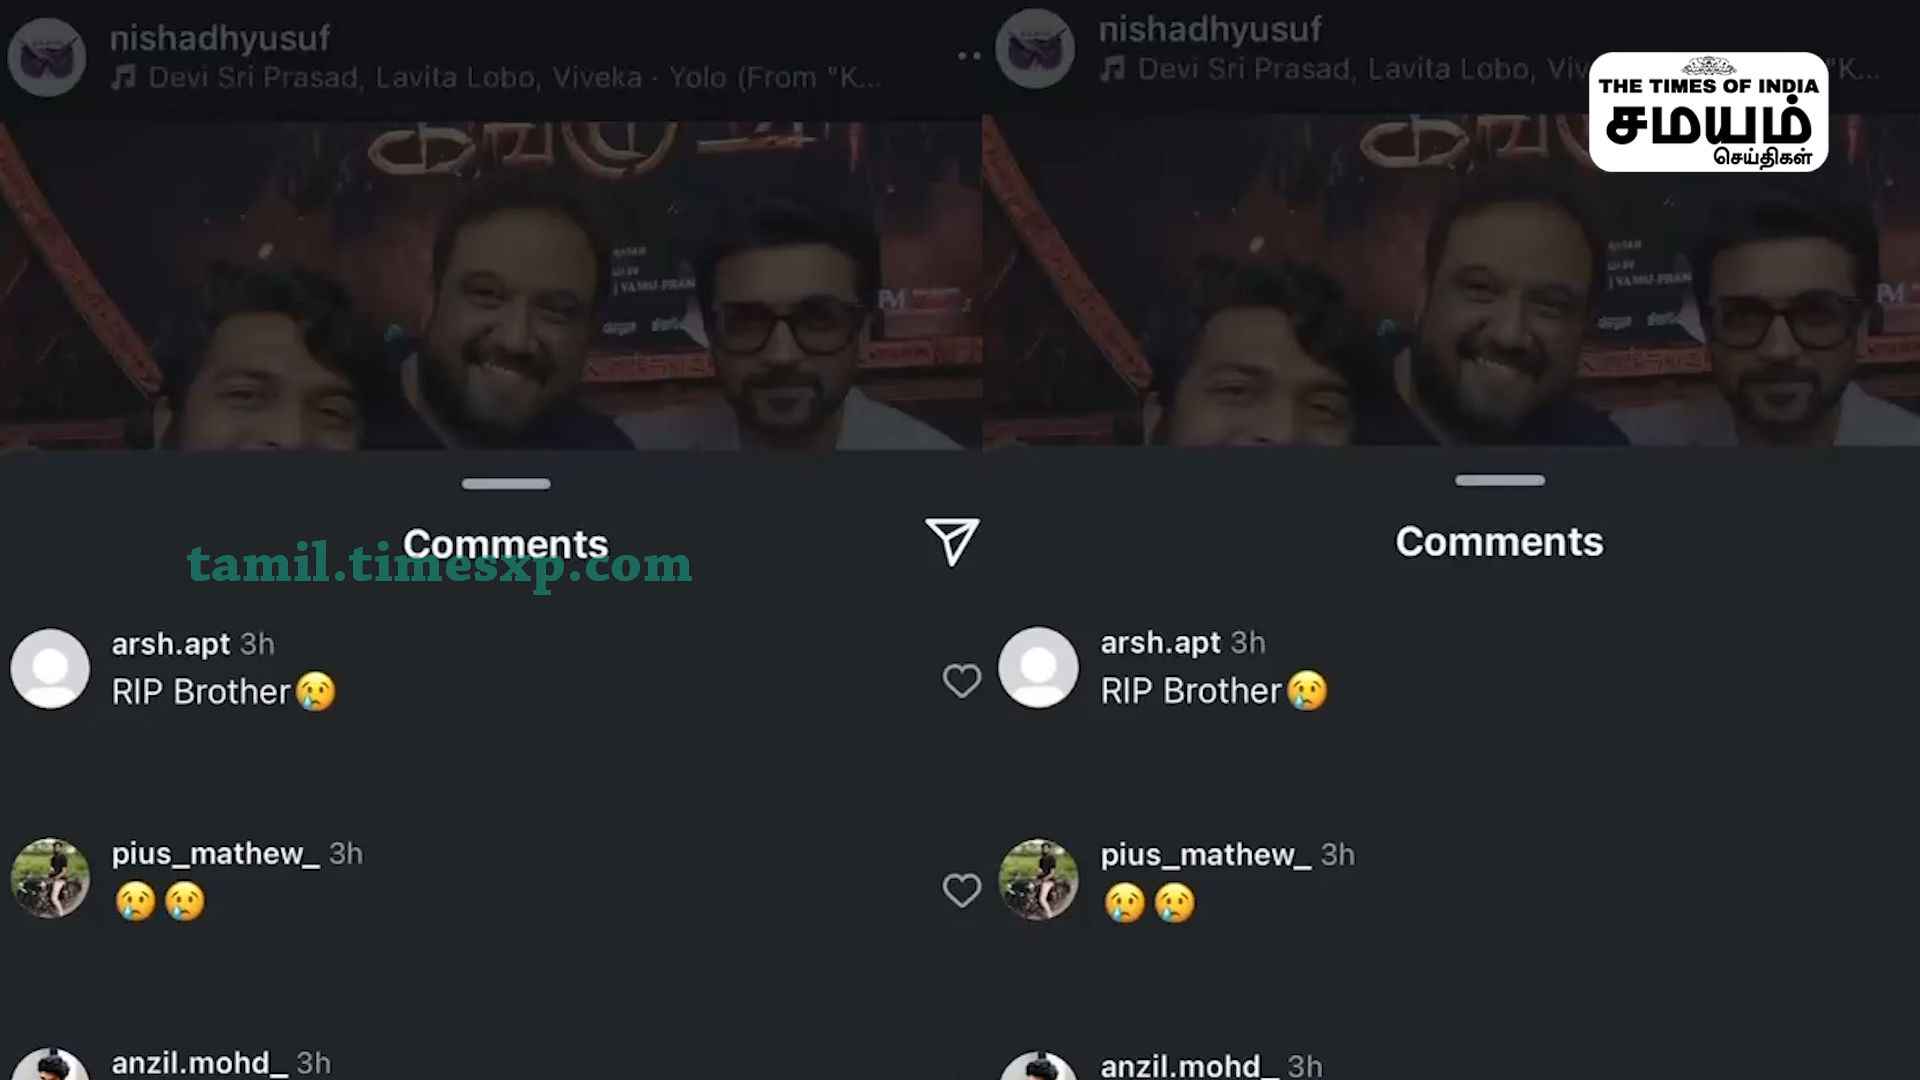 nishadhyusuf
Devi Sri Prasad, Lavita Lobo, Viveka · Yolo (From "K...
Comments
tamil.timesxp.com
arsh.apt 3h
RIP Brother😢
pius_mathew_ 3h
😢😢
anzil.mohd_ 3h
nishadhyusuf
Devi Sri Prasad, Lavita Lobo, "K...
THE TIMES OF INDIA
சமயம்
செய்திகள்
Comments
arsh.apt 3h
RIP Brother😢
pius_mathew_ 3h
😢😢
anzil.mohd_ 3h